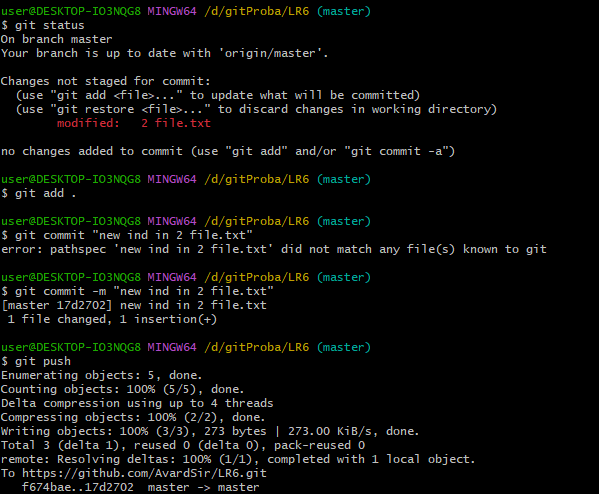 user@DESKTOP-IO3NQG8 MINGW64 /d/gitProba/LR6 (master)
$ git status
On branch master
Your branch is up to date with 'origin/master'.

Changes not staged for commit:
  (use "git add <file>..." to update what will be committed)
  (use "git restore <file>..." to discard changes in working directory)
        modified:   2 file.txt

no changes added to commit (use "git add" and/or "git commit -a")

user@DESKTOP-IO3NQG8 MINGW64 /d/gitProba/LR6 (master)
$ git add .

user@DESKTOP-IO3NQG8 MINGW64 /d/gitProba/LR6 (master)
$ git commit "new ind in 2 file.txt"
error: pathspec 'new ind in 2 file.txt' did not match any file(s) known to git

user@DESKTOP-IO3NQG8 MINGW64 /d/gitProba/LR6 (master)
$ git commit -m "new ind in 2 file.txt"
[master 17d2702] new ind in 2 file.txt
 1 file changed, 1 insertion(+)

user@DESKTOP-IO3NQG8 MINGW64 /d/gitProba/LR6 (master)
$ git push
Enumerating objects: 5, done.
Counting objects: 100% (5/5), done.
Delta compression using up to 4 threads
Compressing objects: 100% (2/2), done.
Writing objects: 100% (3/3), 273 bytes | 273.00 KiB/s, done.
Total 3 (delta 1), reused 0 (delta 0), pack-reused 0
remote: Resolving deltas: 100% (1/1), completed with 1 local object.
To https://github.com/AvardSir/LR6.git
   f674bae..17d2702  master -> master